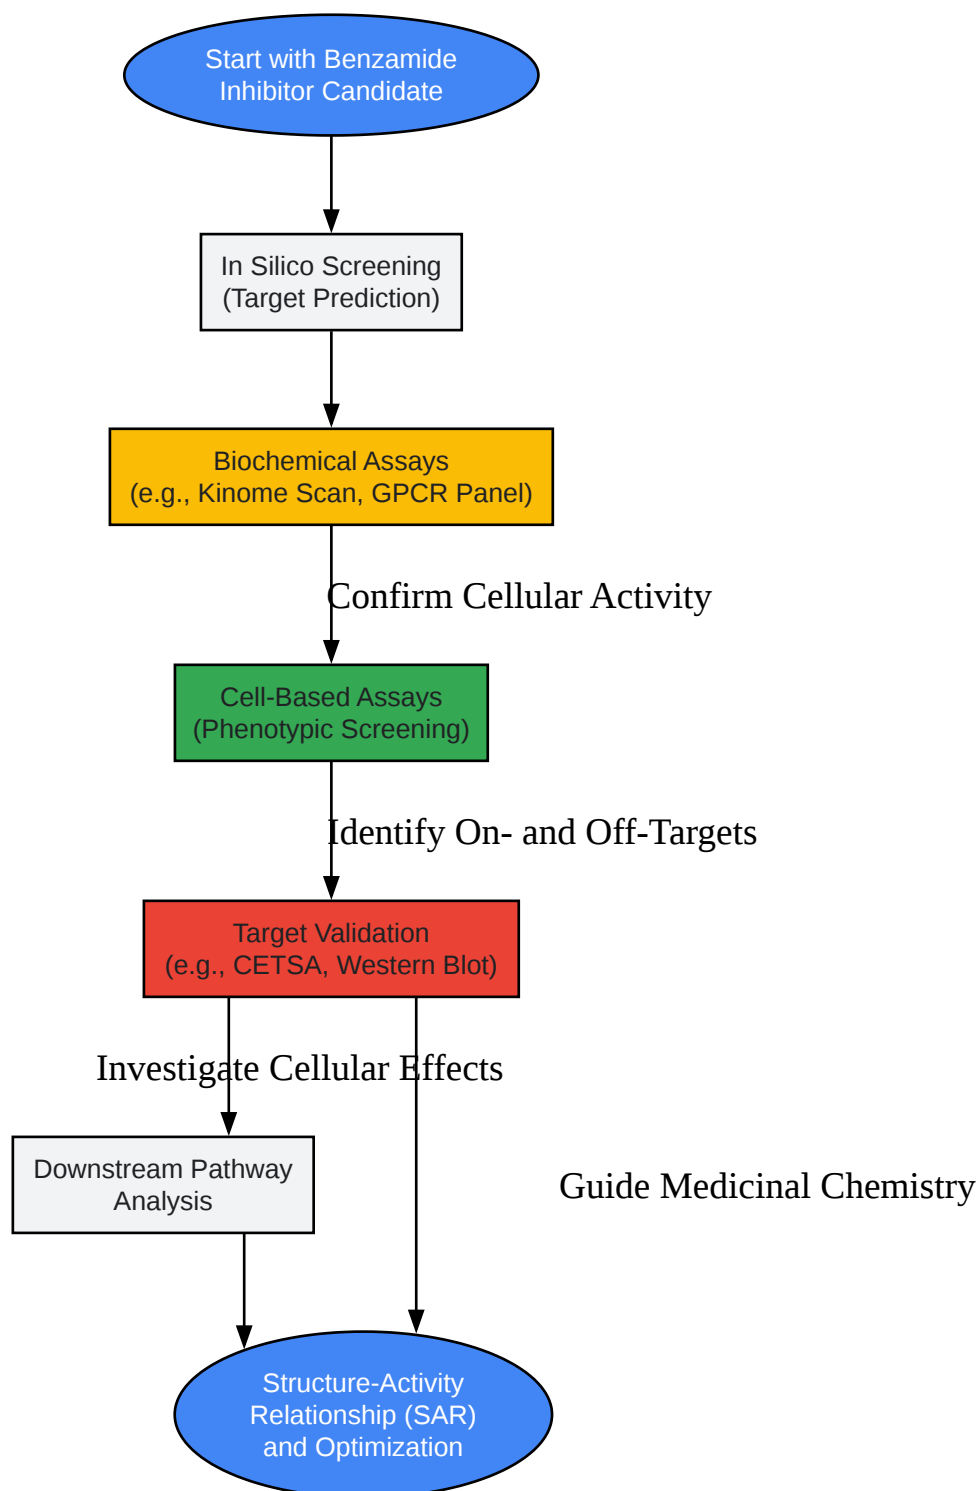 Start with Benzamide
Inhibitor Candidate
In Silico Screening
(Target Prediction)
Biochemical Assays
(e.g., Kinome Scan, GPCR Panel)
Confirm Cellular Activity
Cell-Based Assays
(Phenotypic Screening)
Identify On- and Off-Targets
Target Validation
(e.g., CETSA, Western Blot)
Investigate Cellular Effects
Downstream Pathway
Analysis
Guide Medicinal Chemistry
Structure-Activity
Relationship (SAR)
and Optimization